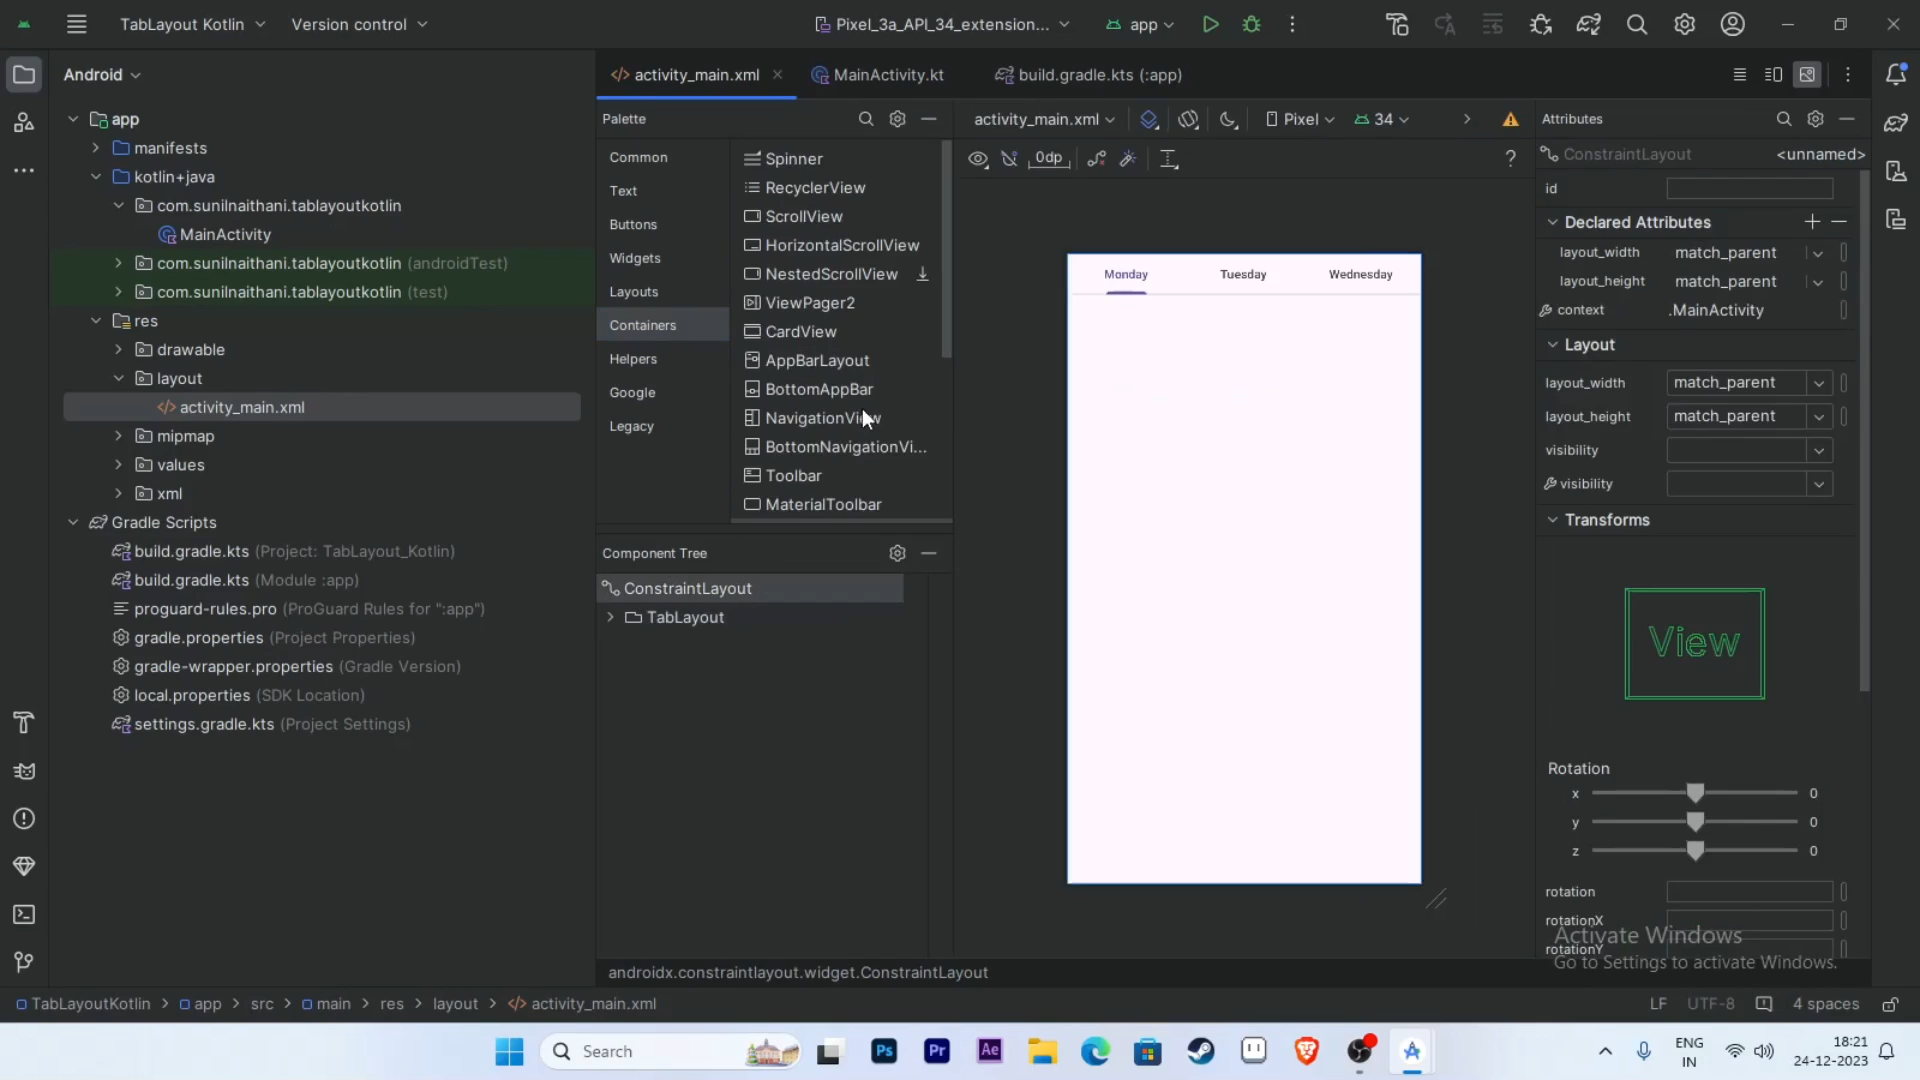 TabLayout Kotlin
Version control
Pixel_3a_API_34_extension...
app
Android
activity_main.xml
MainActivity.kt
build.gradle.kts (:app)
app
manifests
kotlin+java
com.sunilnaithani.tablayoutkotlin
MainActivity
com.sunilnaithani.tablayoutkotlin (androidTest)
com.sunilnaithani.tablayoutkotlin (test)
res
drawable
layout
activity_main.xml
mipmap
values
xml
Gradle Scripts
build.gradle.kts (Project: TabLayout_Kotlin)
build.gradle.kts (Module :app)
proguard-rules.pro (ProGuard Rules for ":app")
gradle.properties (Project Properties)
gradle-wrapper.properties (Gradle Version)
local.properties (SDK Location)
settings.gradle.kts (Project Settings)
Palette
Common
Text
Buttons
Widgets
Layouts
Containers
Helpers
Google
Legacy
Spinner
RecyclerView
ScrollView
HorizontalScrollView
NestedScrollView
ViewPager2
CardView
AppBarLayout
BottomAppBar
NavigationView
BottomNavigationVi...
Toolbar
MaterialToolbar
Component Tree
ConstraintLayout
TabLayout
activity_main.xml
Pixel
34
0dp
?
Monday
Tuesday
Wednesday
androidx.constraintlayout.widget.ConstraintLayout
Attributes
ConstraintLayout
<unnamed>
id
Declared Attributes
layout_width match_parent
layout_height match_parent
context .MainActivity
Layout
layout_width match_parent
layout_height match_parent
visibility
visibility
Transforms
View
Rotation
x 0
y 0
z 0
rotation
rotationX
rotationY
Activate Windows
Go to Settings to activate Windows.
TabLayoutKotlin > app > src > main > res > layout > activity_main.xml
LF
UTF-8
4 spaces
Search
Ps
Pr
Ae
ENG
IN
18:21
24-12-2023